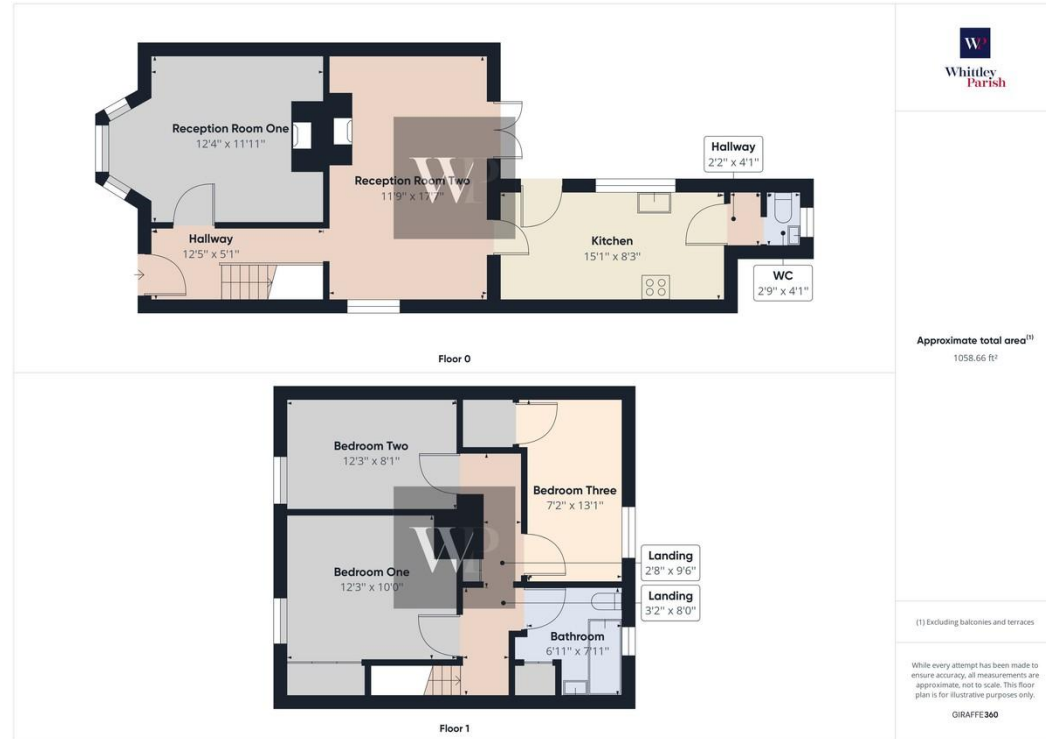 WP
Whittley
Parish
Reception Room One
12'4" x 11'11"
Reception Room Two
11'9" x 17'7"
WP
Hallway
2'2" x 4'1"
Hallway
12'5" x 5'1"
Kitchen
15'1" x 8'3"
WC
2'9" x 4'1"
Floor 0
Approximate total area(1)
1058.66 ft²
Bedroom Two
12'3" x 8'1"
Bedroom Three
7'2" x 13'1"
WP
Bedroom One
12'3" x 10'0"
Landing
2'8" x 9'6"
Landing
3'2" x 8'0"
Bathroom
6'11" x 7'11"
Floor 1
(1) Excluding balconies and terraces
While every attempt has been made to
ensure accuracy, all measurements are
approximate, not to scale. This floor
plan is for illustrative purposes only.
GIRAFFE360